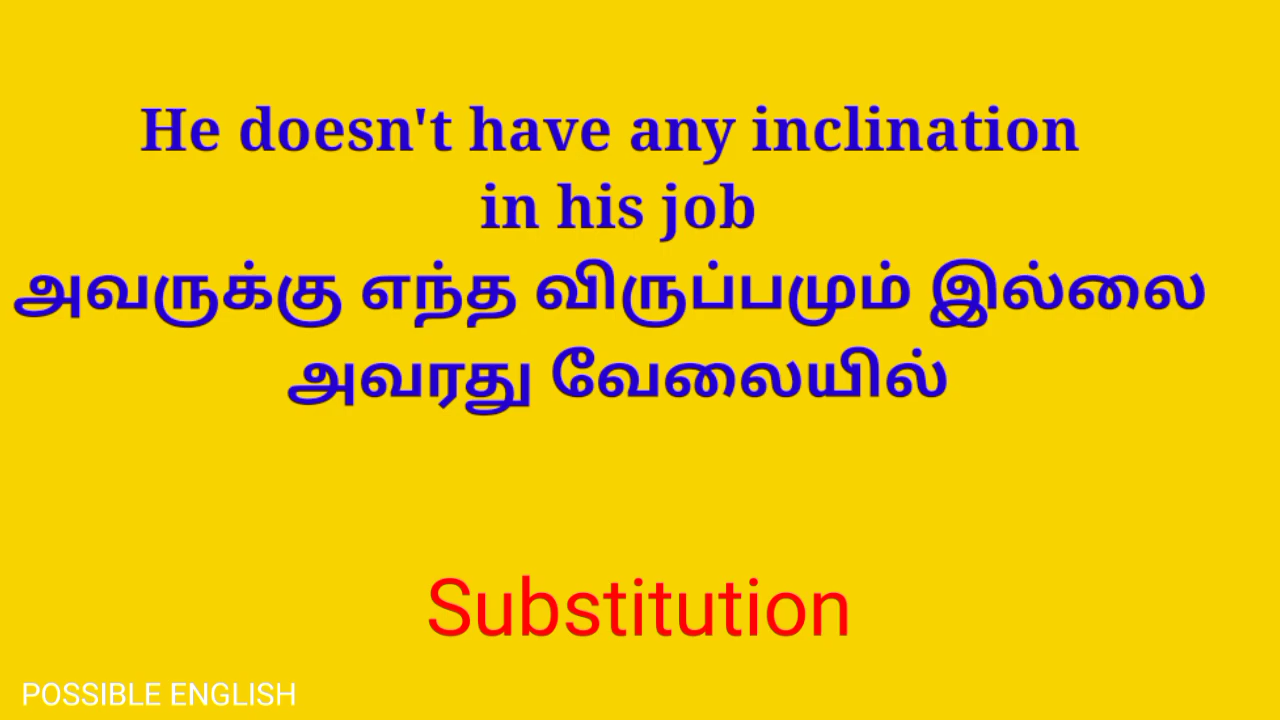 He doesn't have any inclination
in his job
அவருக்கு எந்த விருப்பமும் இல்லை
அவரது வேலையில்
Substitution
POSSIBLE ENGLISH